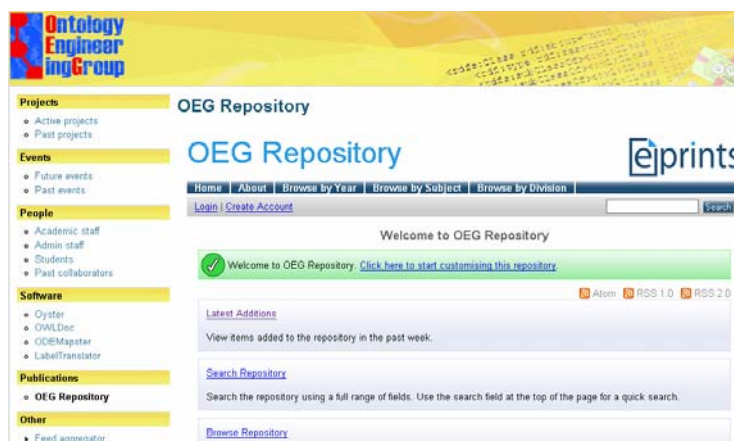 Ontology
Engineer
ingGroup
Projects
Active projects
Past projects
Events
Future events
Past events
People
Academic staff
Admin staff
Students
Past collaborators
Software
Oyster
OWLDoc
ODEMapster
LabelTranslator
Publications
OEG Repository
Other
Feed aggregator
OEG Repository
OEG Repository
eprints
Home | About | Browse by Year | Browse by Subject | Browse by Division
Login | Create Account
Search
Welcome to OEG Repository
Welcome to OEG Repository. Click here to start customising this repository.
Atom RSS 1.0 RSS 2.0
Latest Additions
View items added to the repository in the past week.
Search Repository
Search the repository using a full range of fields. Use the search field at the top of the page for a quick search.
Browse Repository